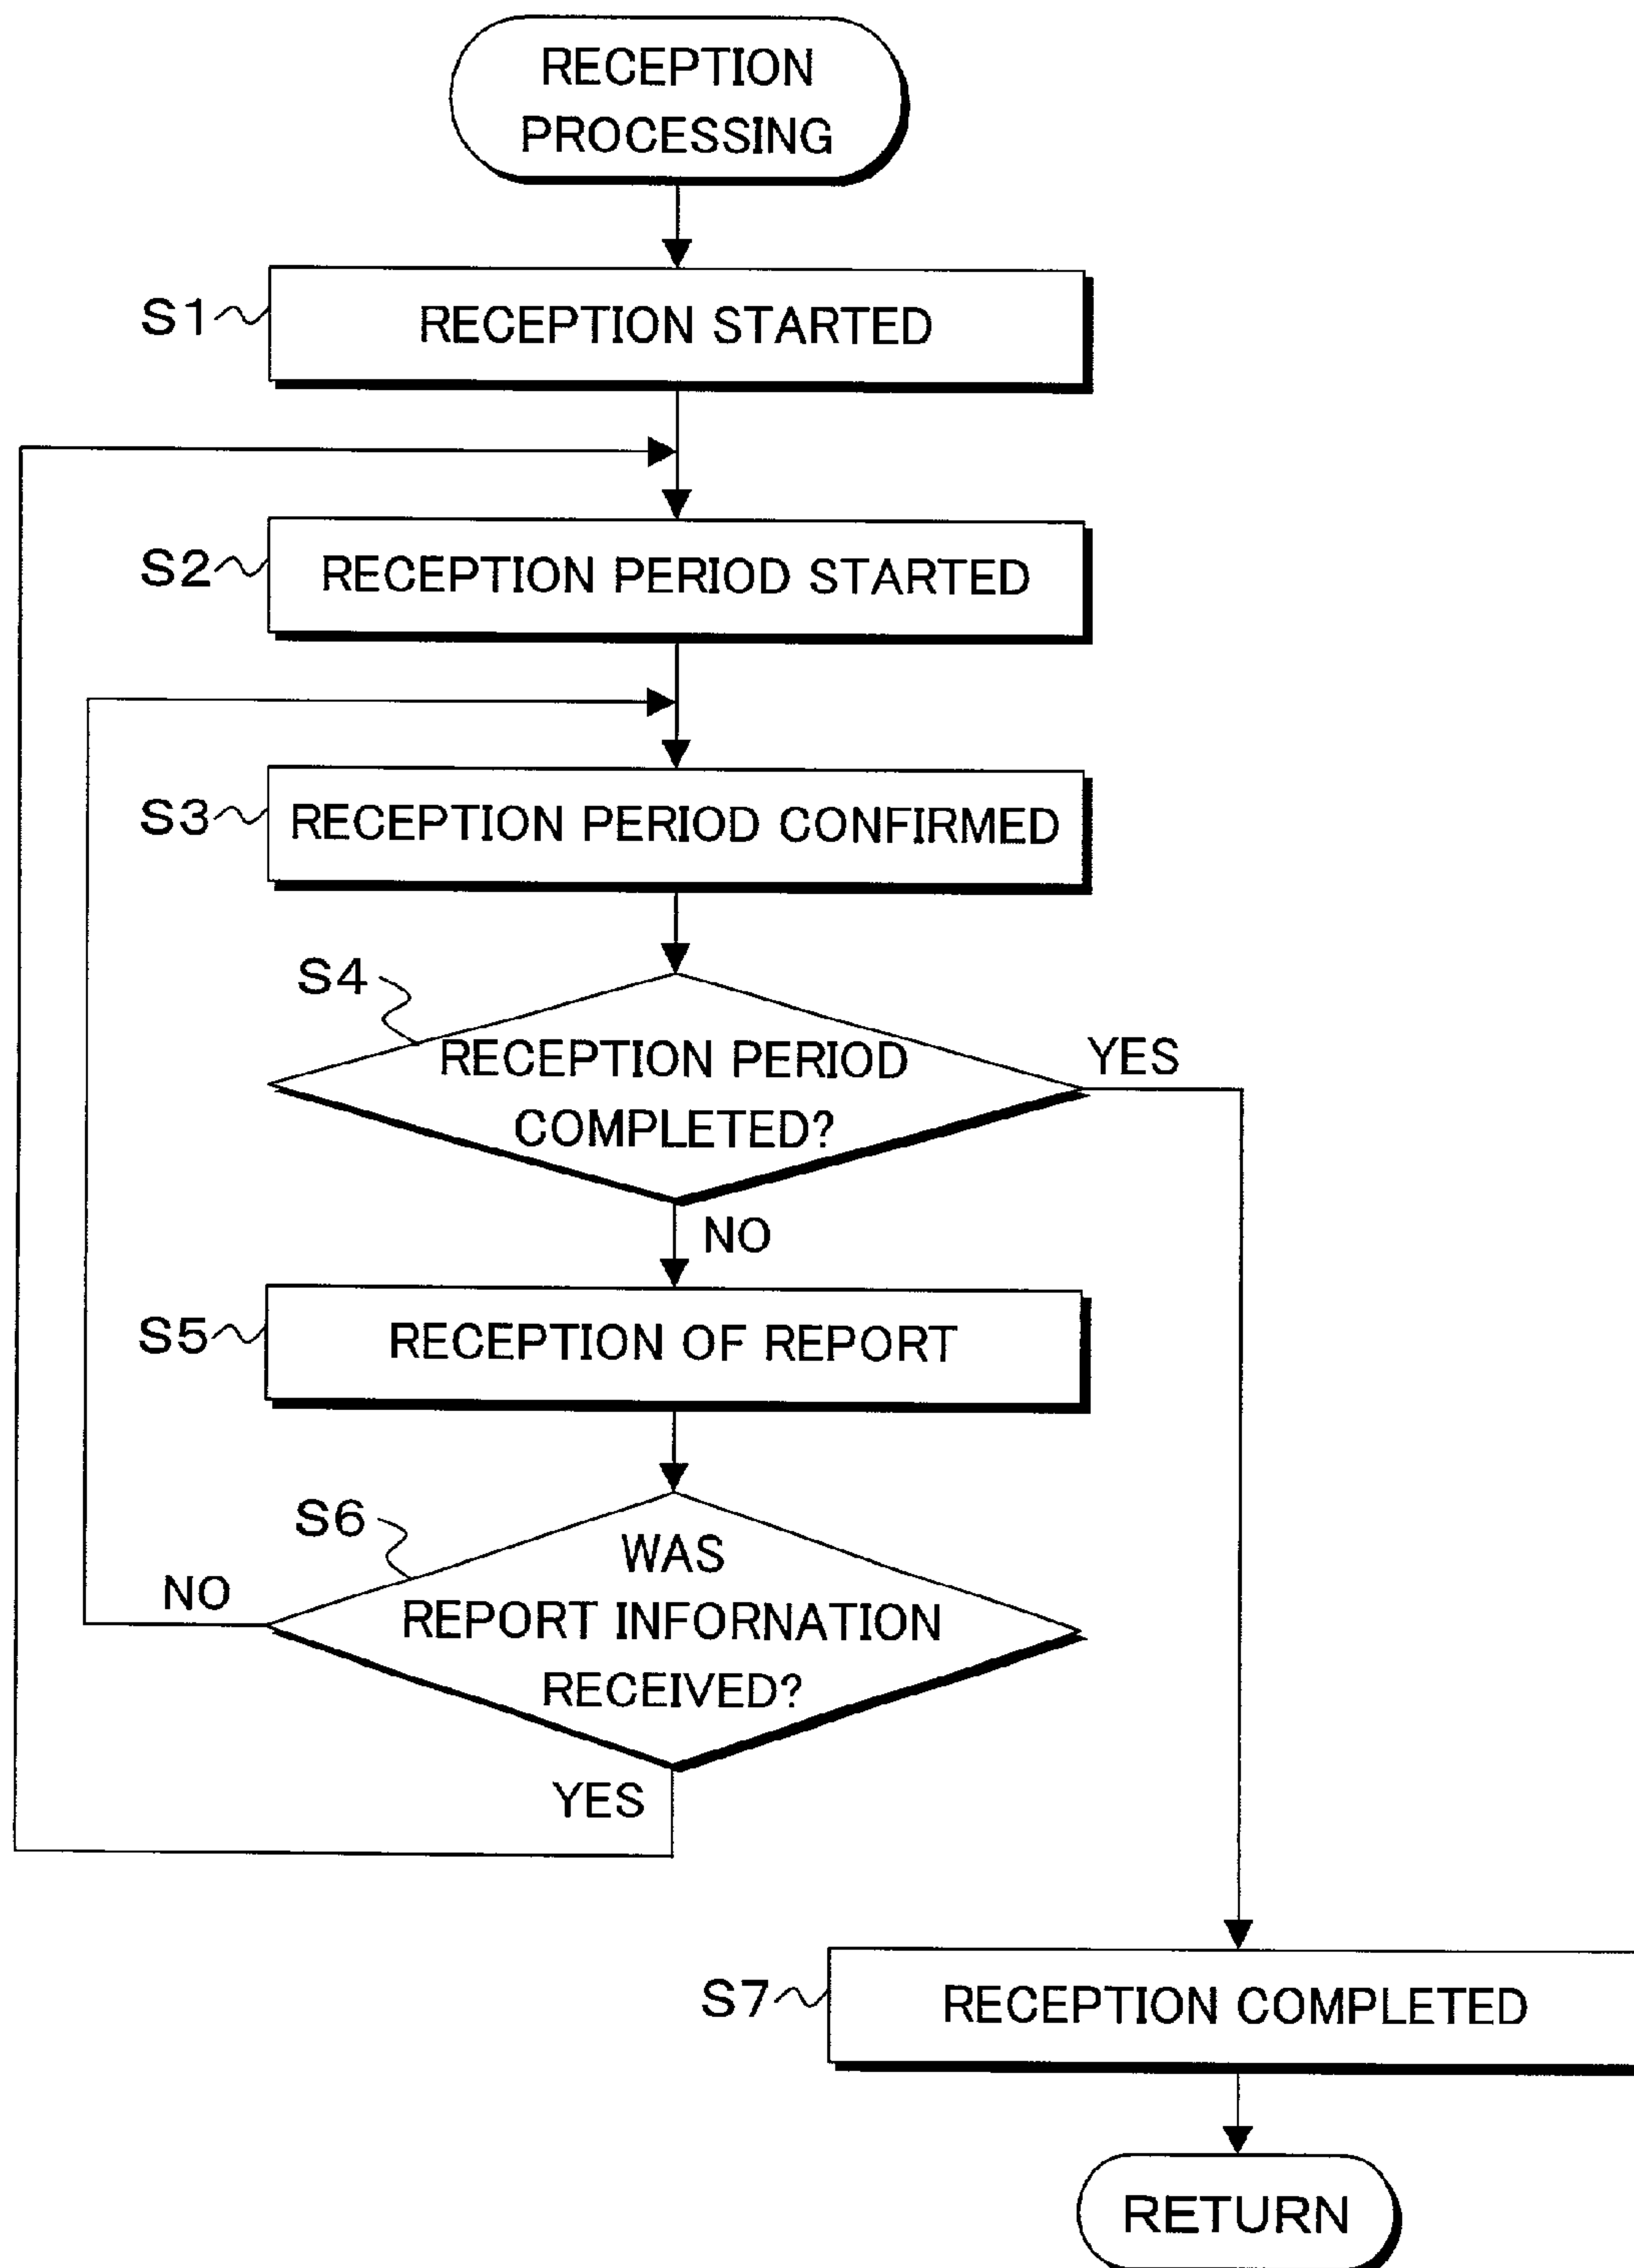 RECEPTION
PROCESSING
S1
RECEPTION STARTED
S2
RECEPTION PERIOD STARTED
S3
RECEPTION PERIOD CONFIRMED
S4
RECEPTION PERIOD
COMPLETED?
YES
NO
S5
RECEPTION OF REPORT
S6
WAS
REPORT INFORNATION
RECEIVED?
NO
YES
S7
RECEPTION COMPLETED
RETURN